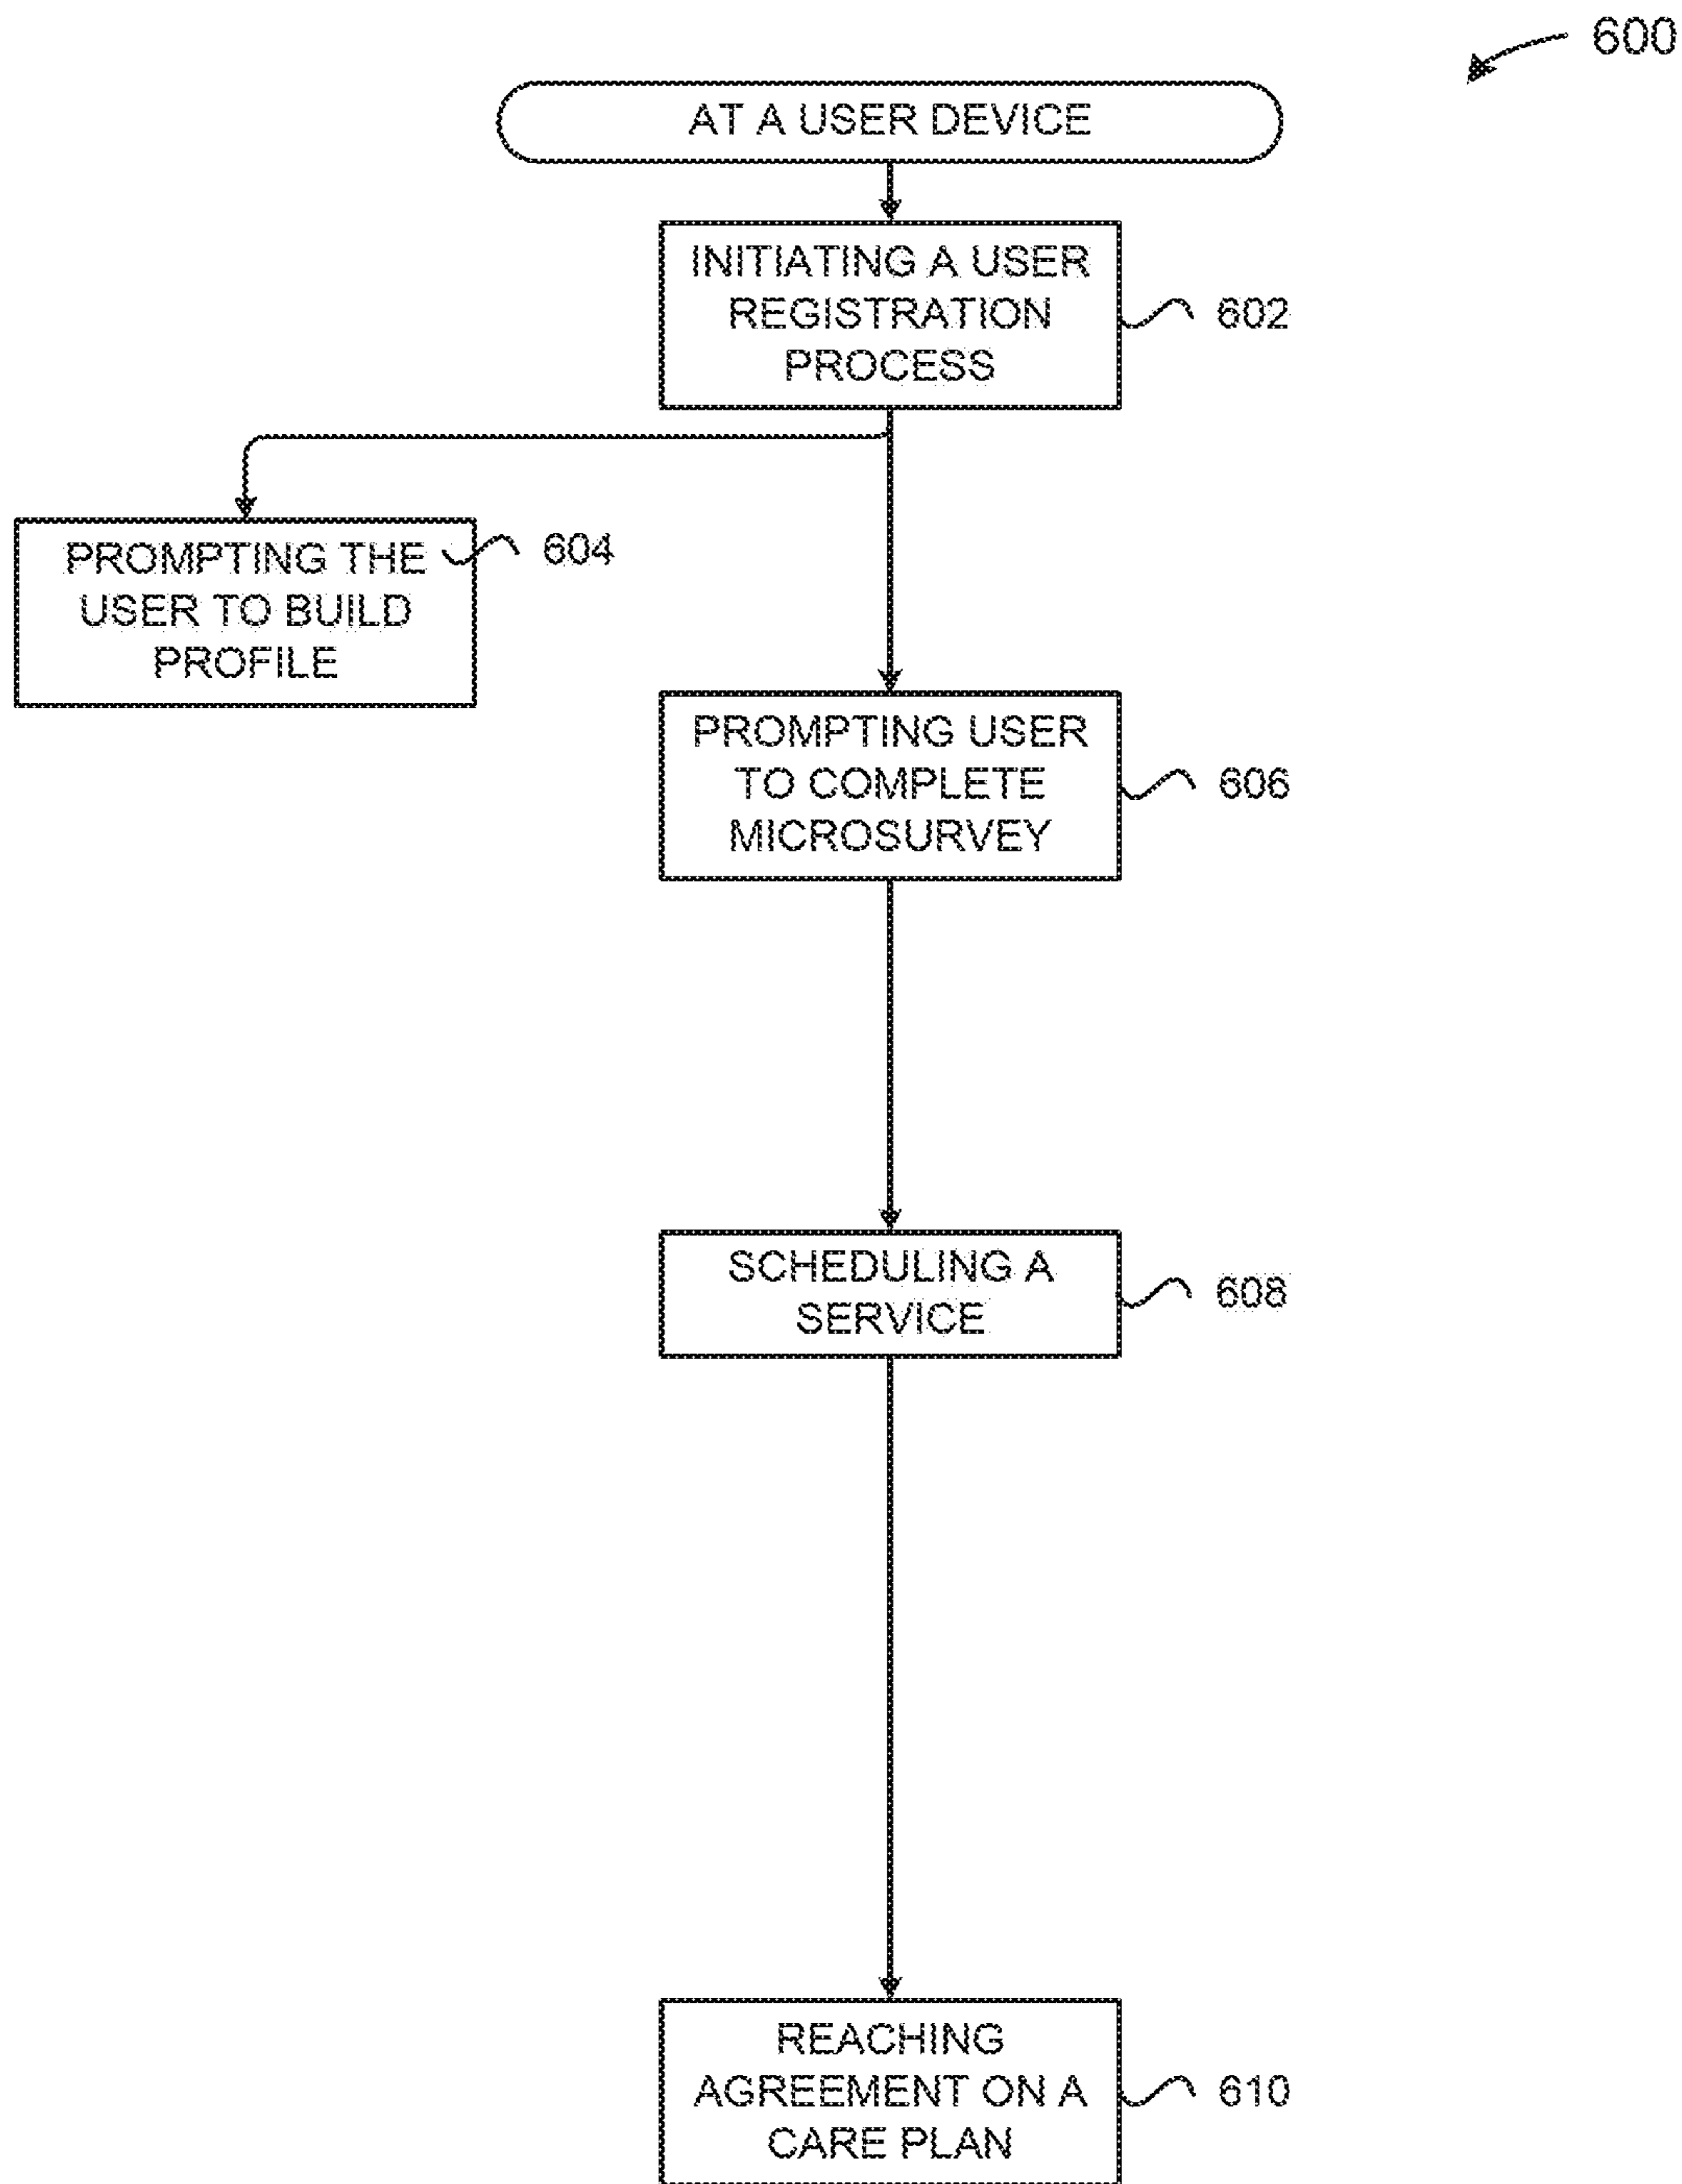 600
AT A USER DEVICE
INITIATING A USER
REGISTRATION
PROCESS
602
PROMPTING THE
USER TO BUILD
PROFILE
604
PROMPTING USER
TO COMPLETE
MICROSURVEY
606
SCHEDULING A
SERVICE
608
REACHING
AGREEMENT ON A
CARE PLAN
610